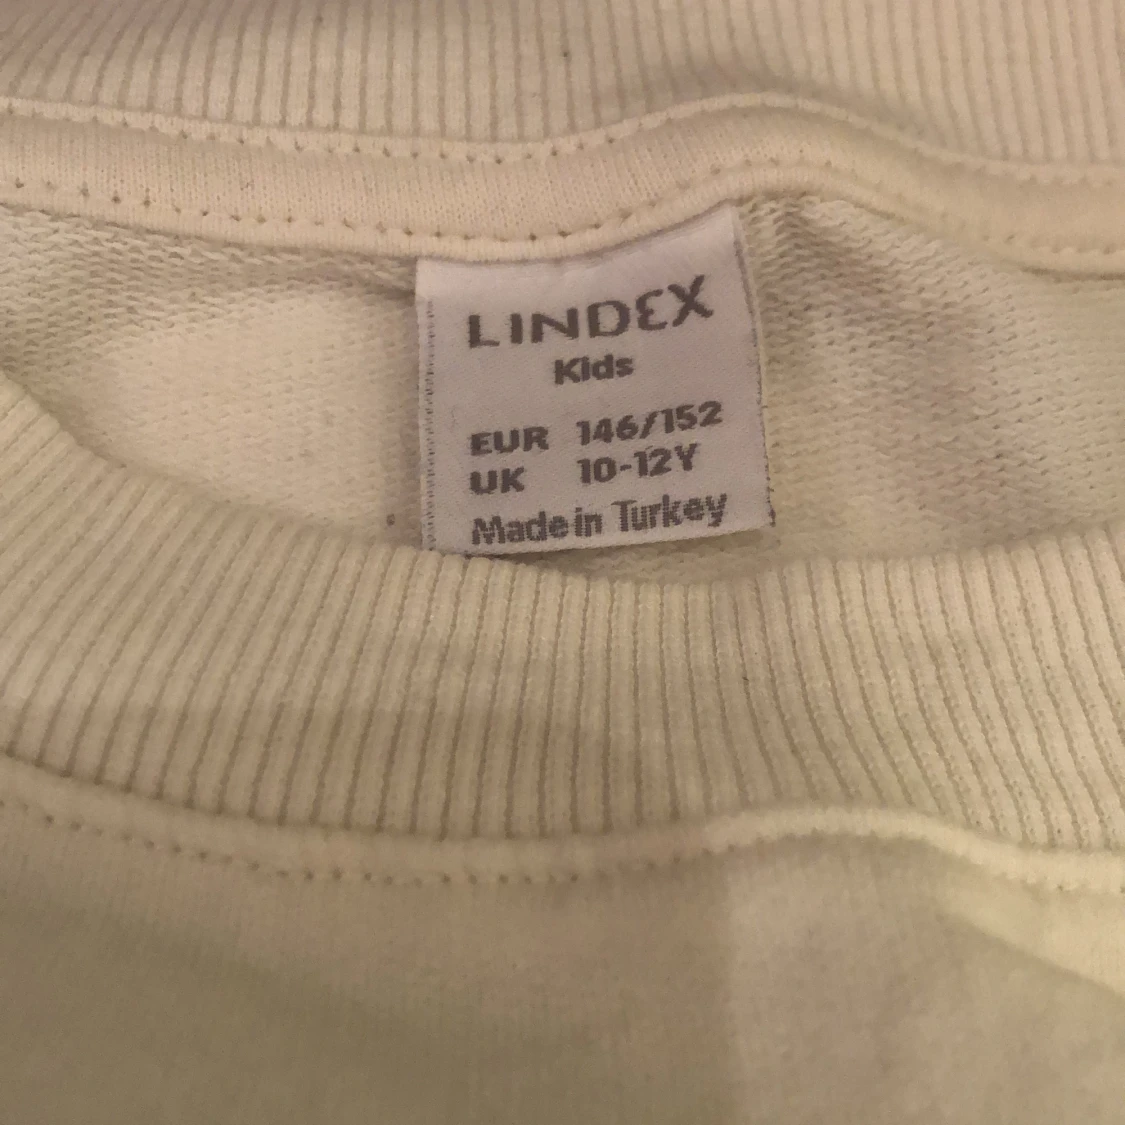 LINDEX
Kids
EUR 146/152
UK 10-12Y
Made in Turkey